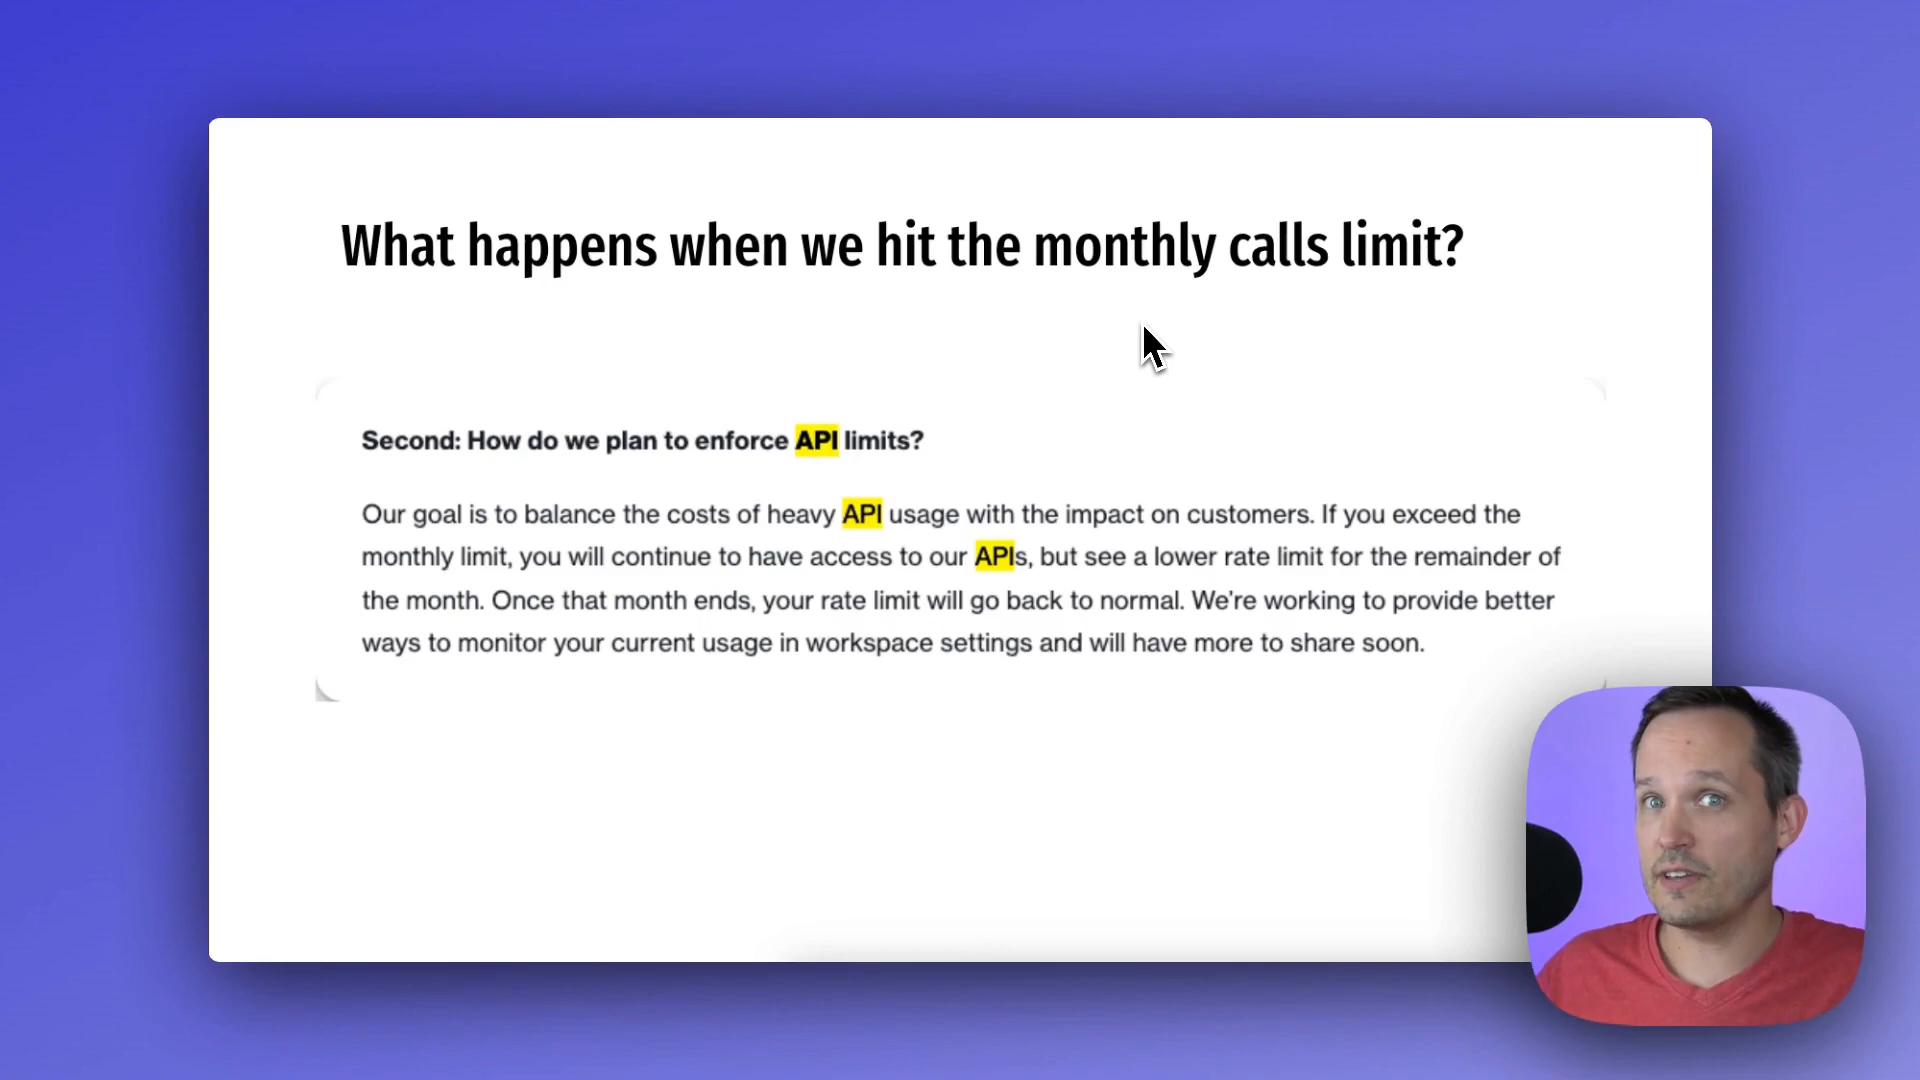 What happens when we hit the monthly calls limit?
Second: How do we plan to enforce API limits?
Our goal is to balance the costs of heavy API usage with the impact on customers. If you exceed the
monthly limit, you will continue to have access to our APIs, but see a lower rate limit for the remainder of
the month. Once that month ends, your rate limit will go back to normal. We're working to provide better
ways to monitor your current usage in workspace settings and will have more to share soon.